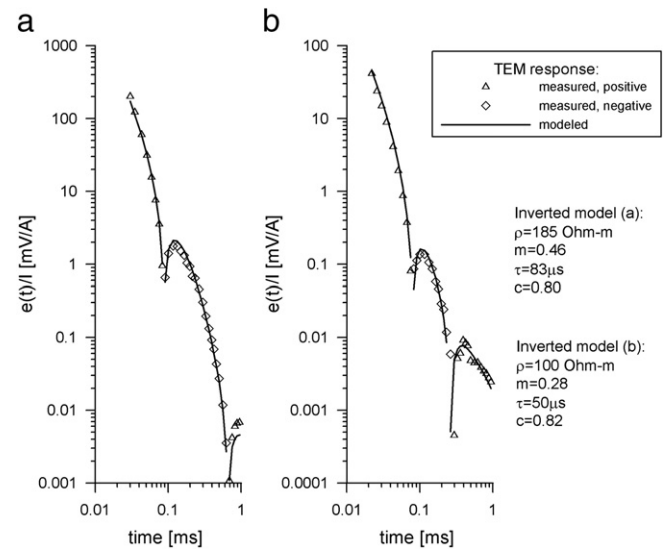 a
b
1000
100
10
1
0.1
0.01
0.001
e(t)/I [mV/A]
0.01
0.1
1
time [ms]
100
10
1
0.1
0.01
0.001
0.0001
e(t)/I [mV/A]
0.01
0.1
1
time [ms]
TEM response:
measured, positive
measured, negative
modeled
Inverted model (a):
ρ=185 Ohm-m
m=0.46
τ=83μs
c=0.80
Inverted model (b):
ρ=100 Ohm-m
m=0.28
τ=50μs
c=0.82